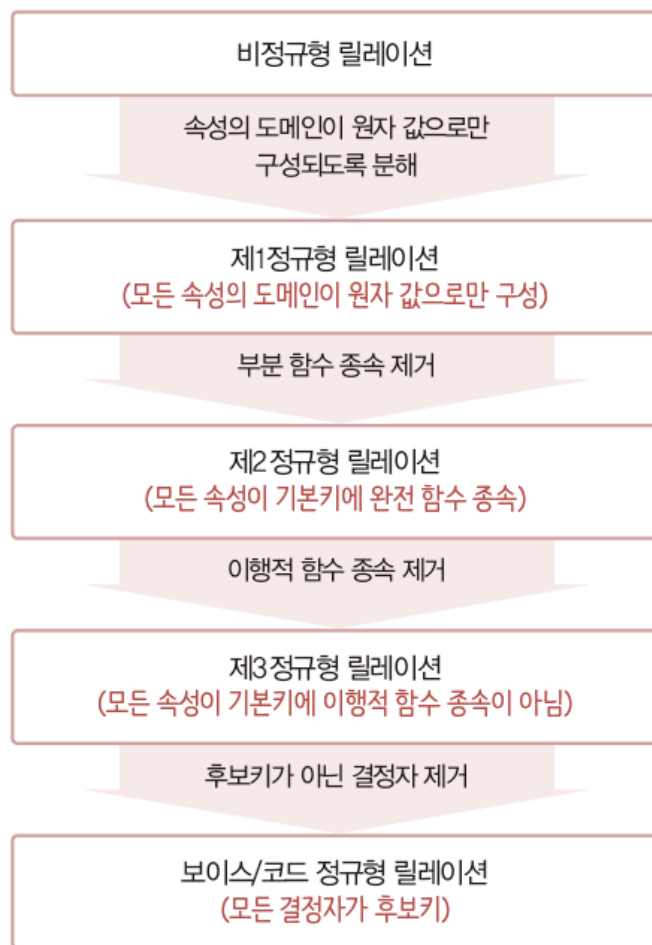 비정규형 릴레이션
속성의 도메인이 원자 값으로만
구성되도록 분해
제1정규형 릴레이션
(모든 속성의 도메인이 원자 값으로만 구성)
부분 함수 종속 제거
제2정규형 릴레이션
(모든 속성이 기본키에 완전 함수 종속)
이행적 함수 종속 제거
제3정규형 릴레이션
(모든 속성이 기본키에 이행적 함수 종속이 아님)
후보키가 아닌 결정자 제거
보이스/코드 정규형 릴레이션
(모든 결정자가 후보키)